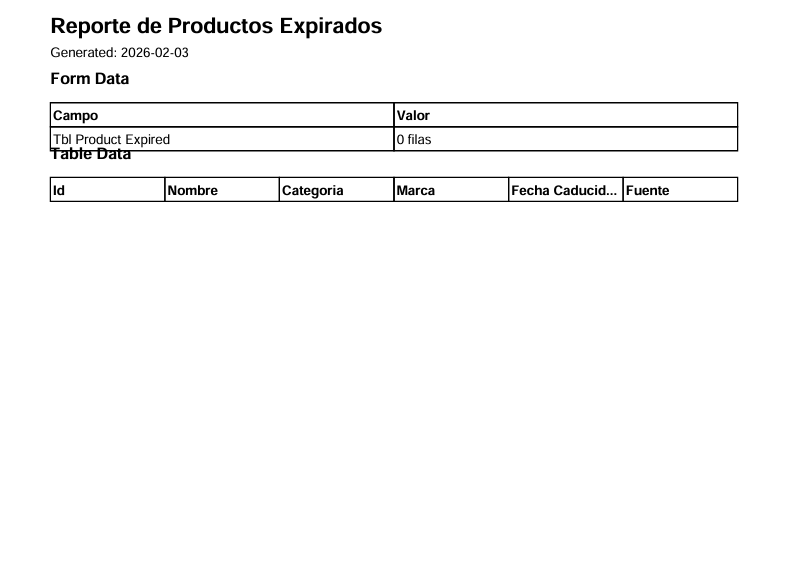 Reporte de Productos Expirados
Generated: 2026-02-03
Form Data
Campo Valor
Tbl Product Expired 0 filas
Table Data
Id Nombre Categoria Marca Fecha Caducid... Fuente